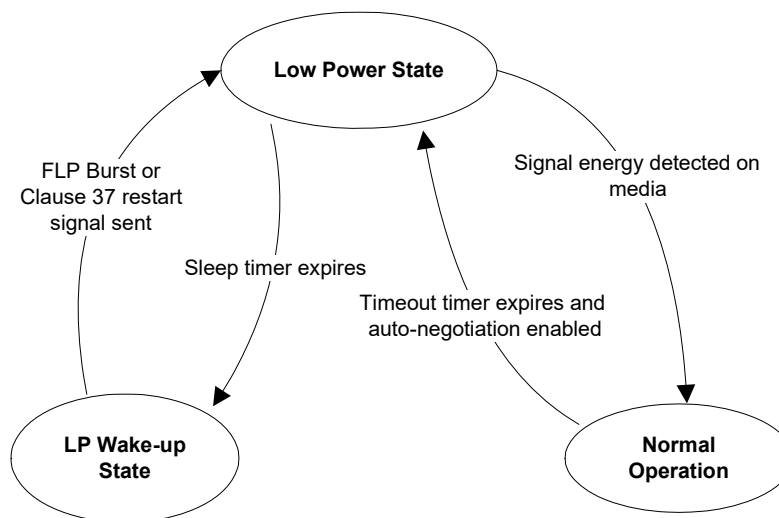 Low Power State
FLP Burst or
Clause 37 restart
signal sent
Signal energy detected on
media
Sleep timer expires
Timeout timer expires and
auto-negotiation enabled
LP Wake-up
State
Normal
Operation